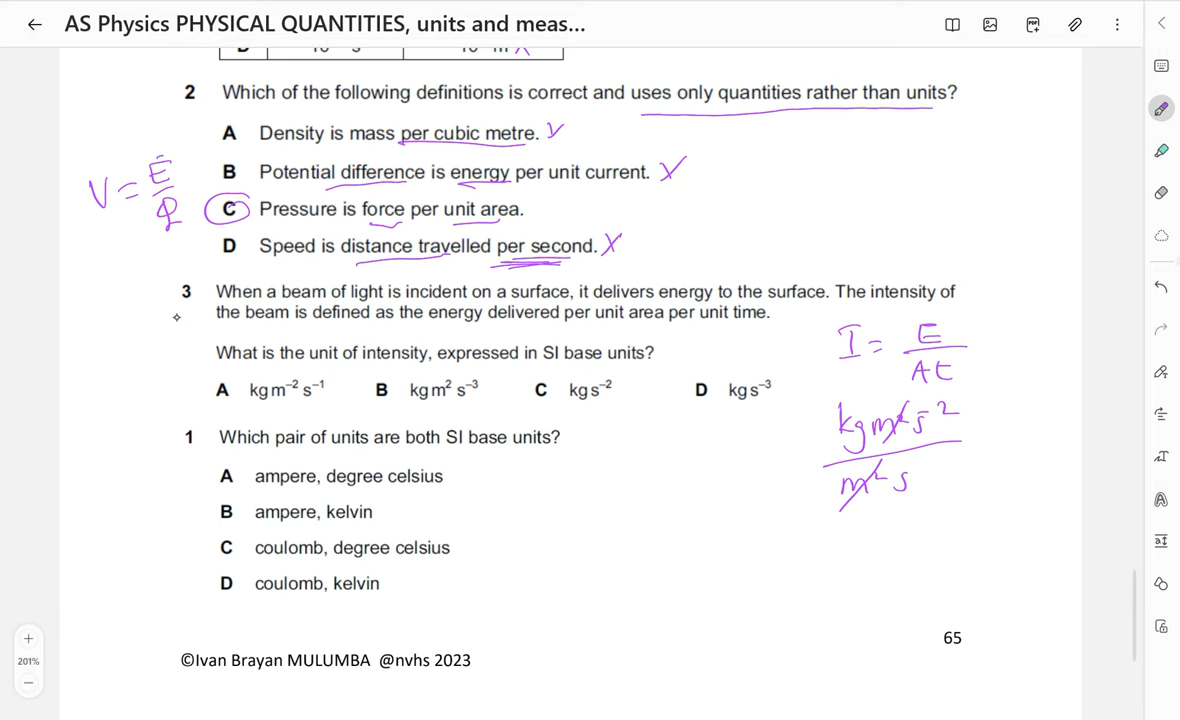 AS Physics PHYSICAL QUANTITIES, units and meas...
2 Which of the following definitions is correct and uses only quantities rather than units?
A Density is mass per cubic metre. ✓
B Potential difference is energy per unit current. X
V = E/Q
C Pressure is force per unit area.
D Speed is distance travelled per second. X
3 When a beam of light is incident on a surface, it delivers energy to the surface. The intensity of
the beam is defined as the energy delivered per unit area per unit time.
I = E/At
What is the unit of intensity, expressed in SI base units?
A kg m⁻² s⁻¹ B kg m² s⁻³ C kg s⁻² D kg s⁻³
kg m² s⁻²
m² s
1 Which pair of units are both SI base units?
A ampere, degree celsius
B ampere, kelvin
C coulomb, degree celsius
D coulomb, kelvin
65
©Ivan Brayan MULUMBA @nvhs 2023
201%